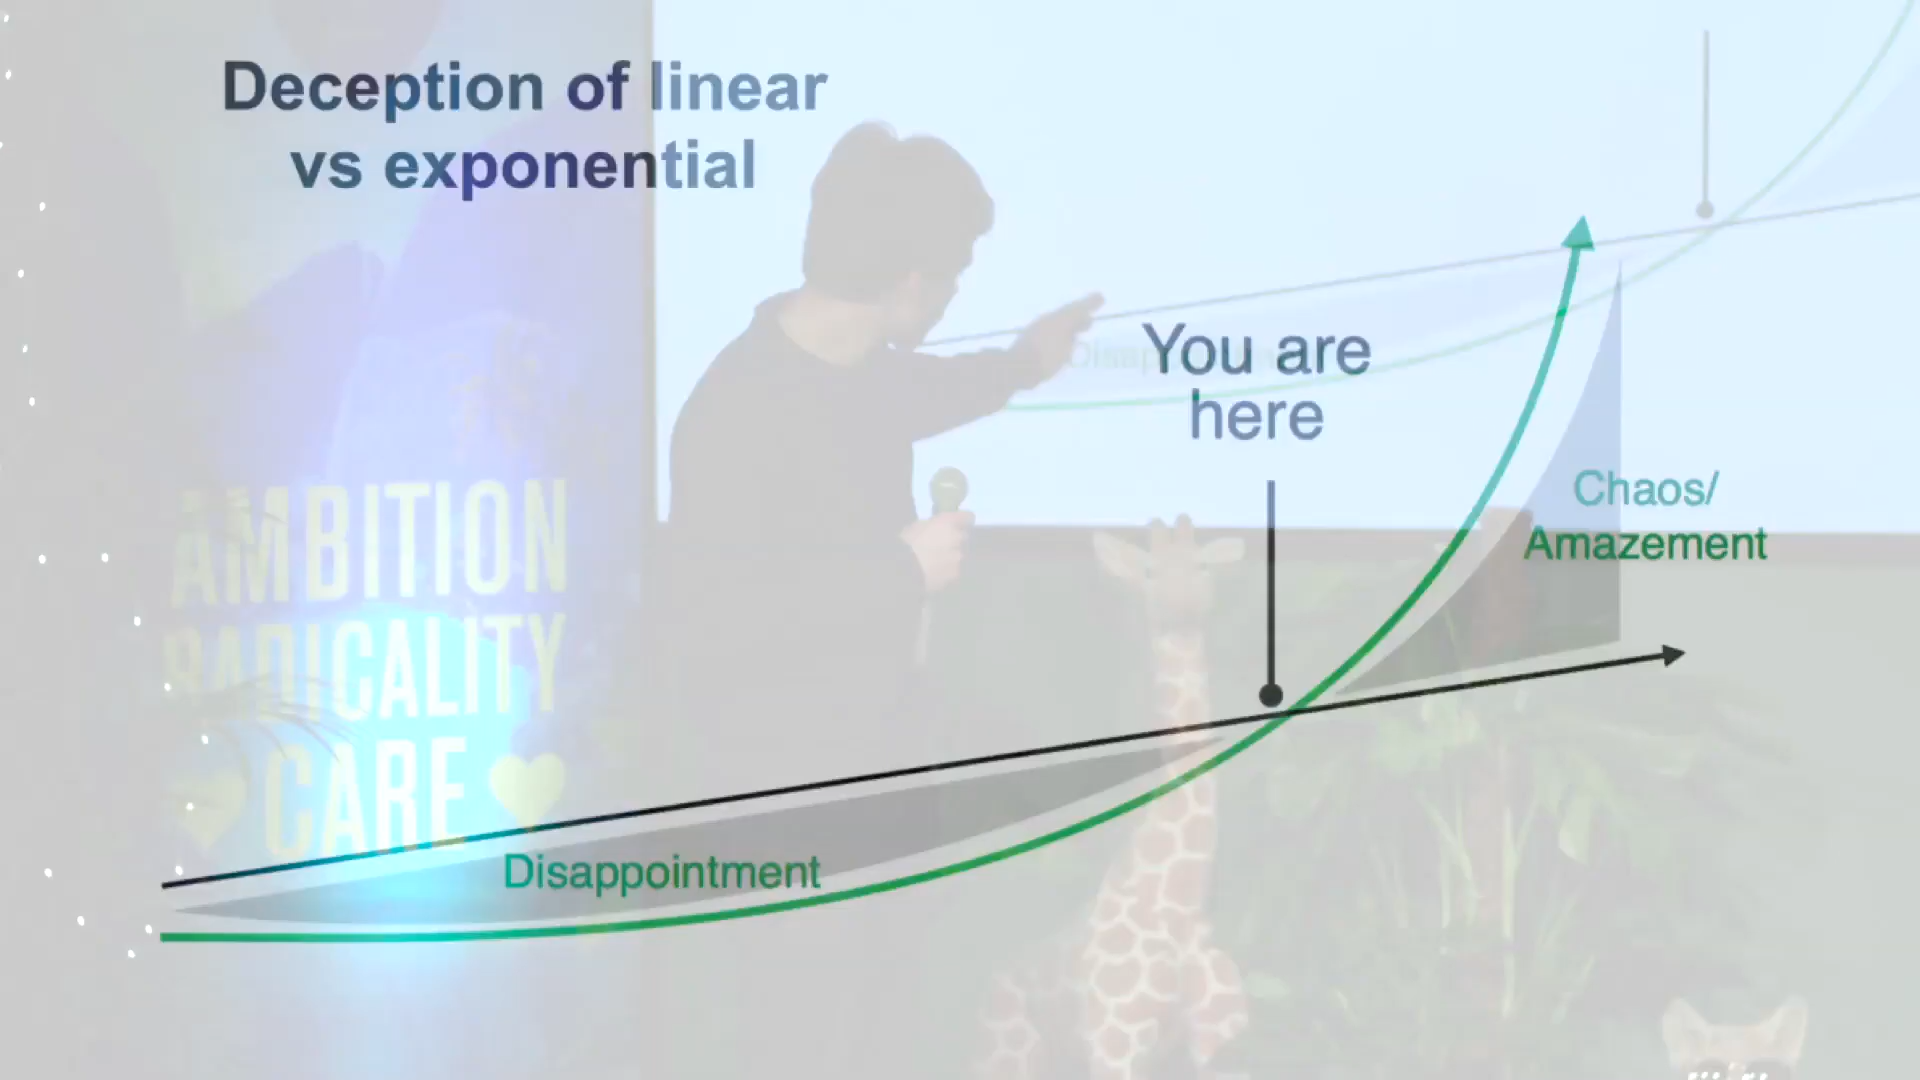 Deception of linear
vs exponential
You are
here
Chaos/
Amazement
Disappointment
AMBITION
RADICALITY
CARE